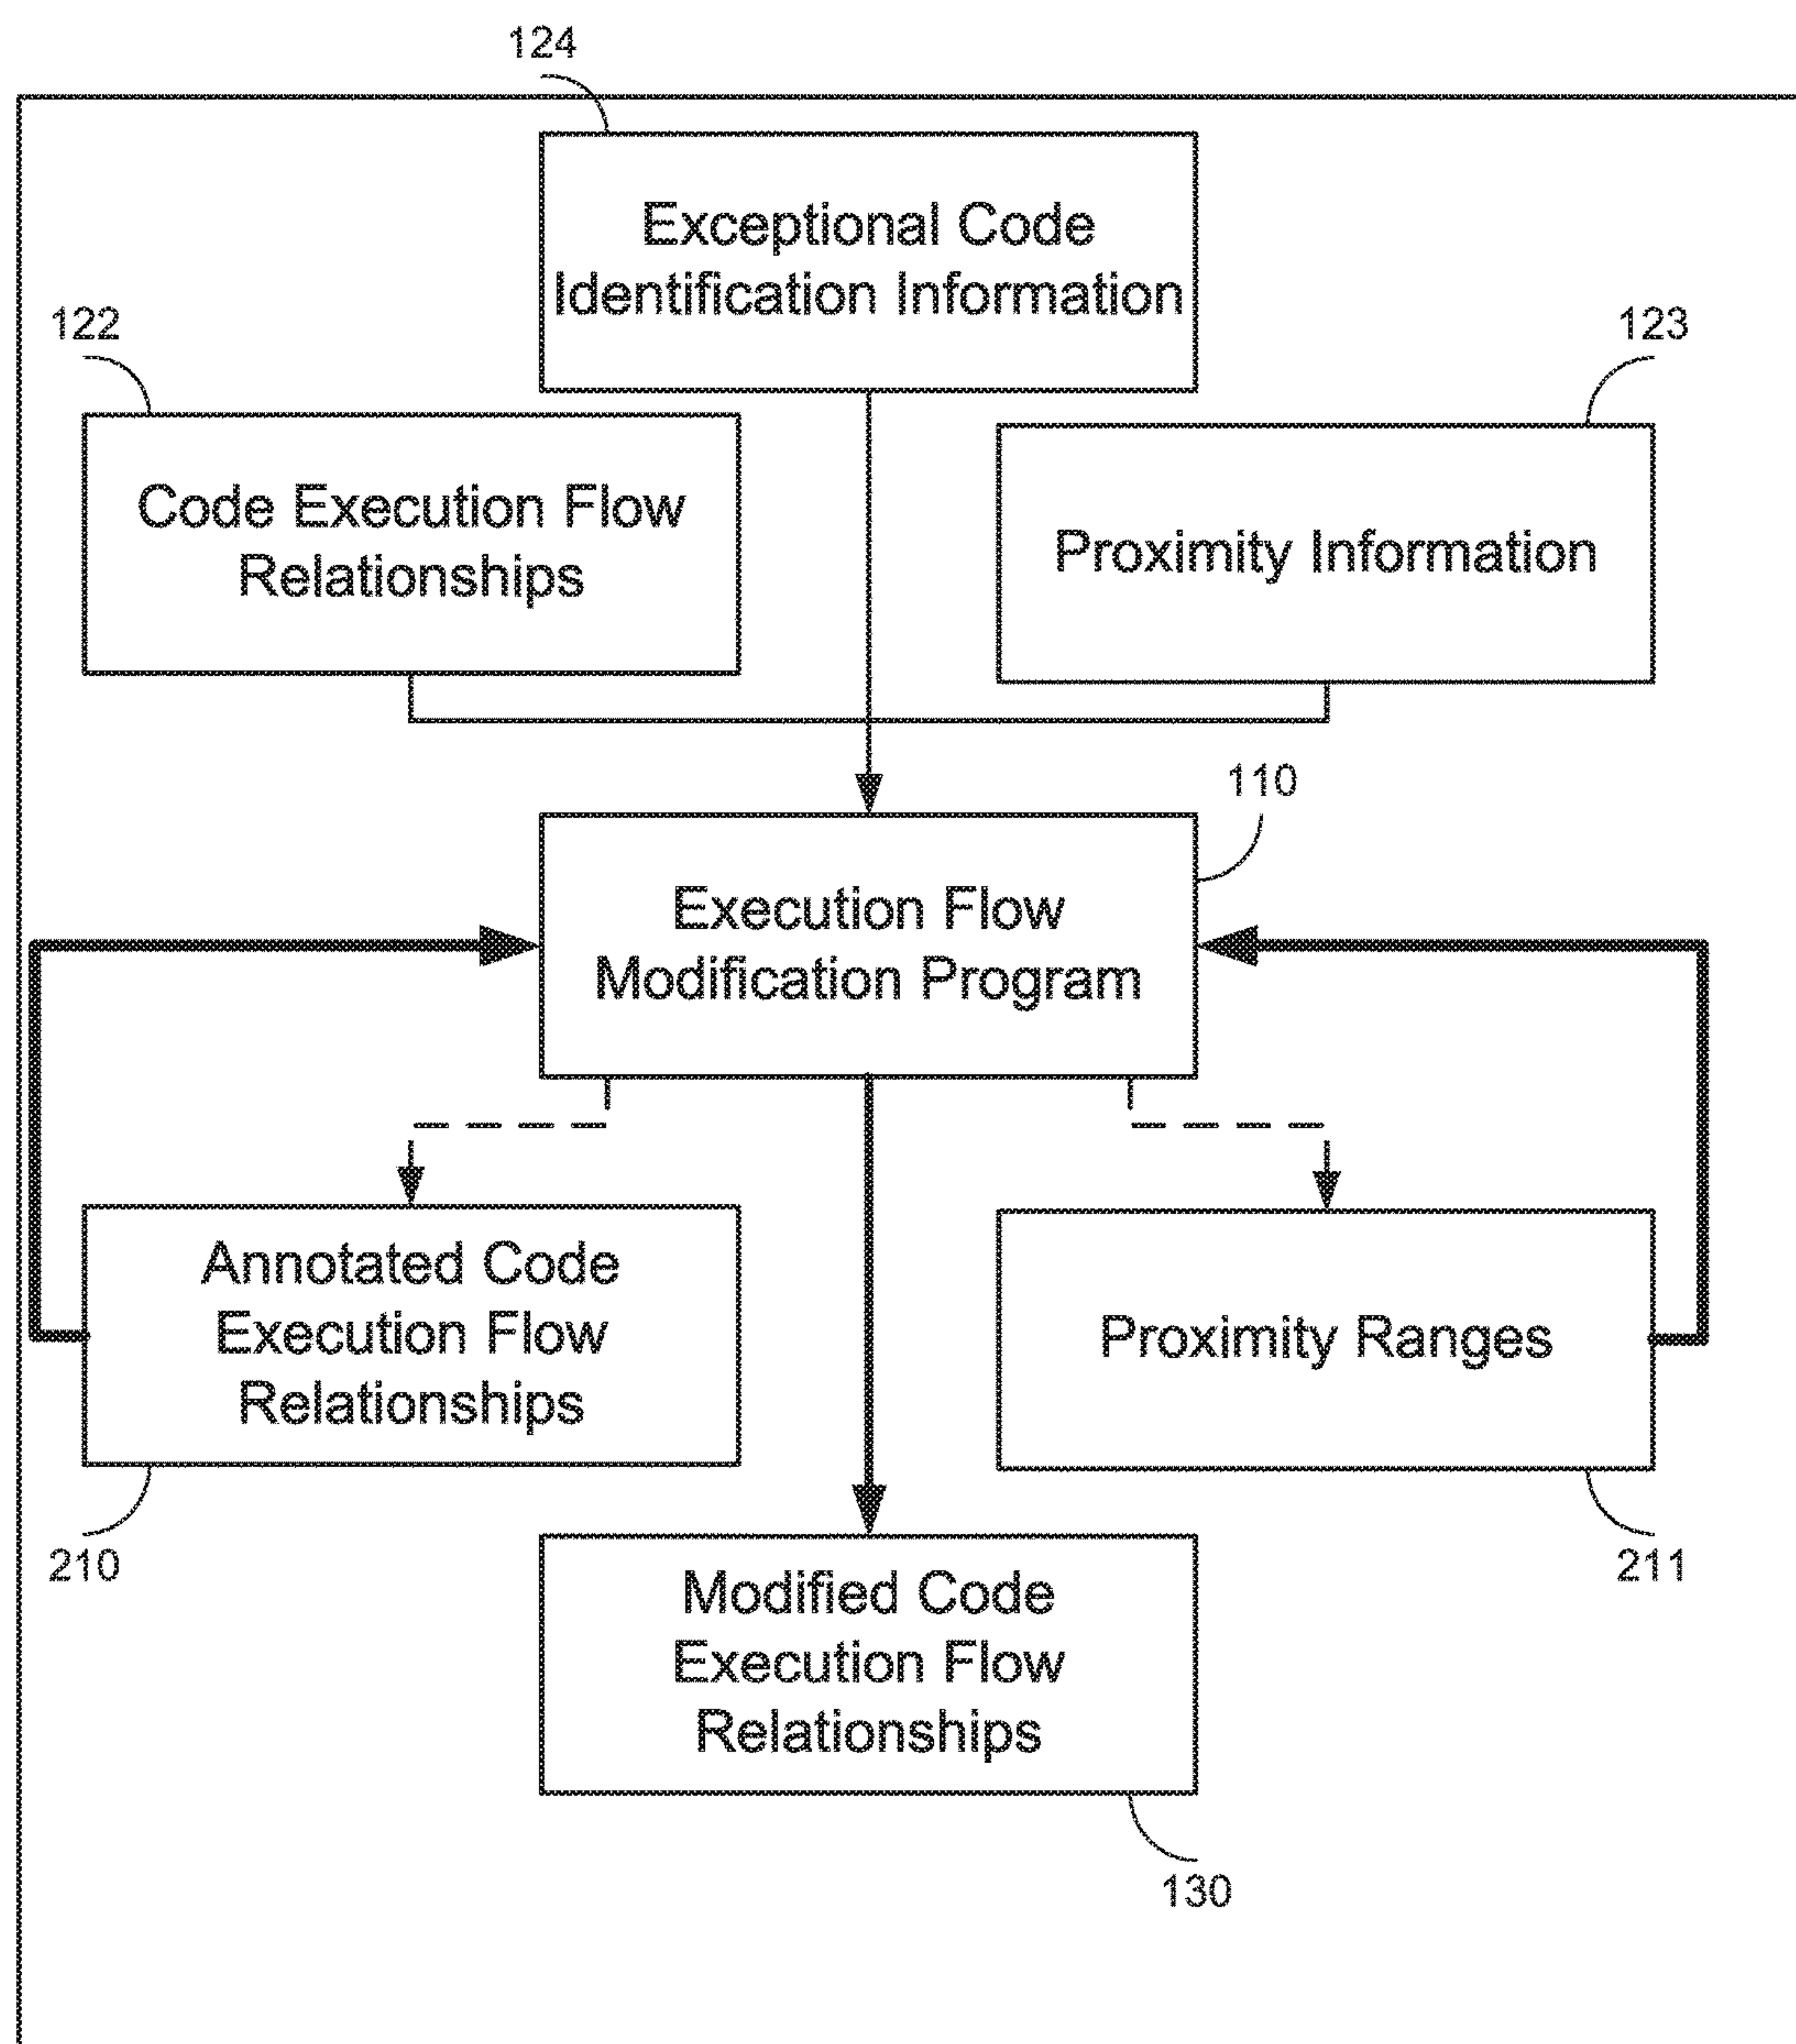 124
Exceptional Code
Identification Information
122
Code Execution Flow
Relationships
123
Proximity Information
110
Execution Flow
Modification Program
Annotated Code
Execution Flow
Relationships
210
Proximity Ranges
211
Modified Code
Execution Flow
Relationships
130